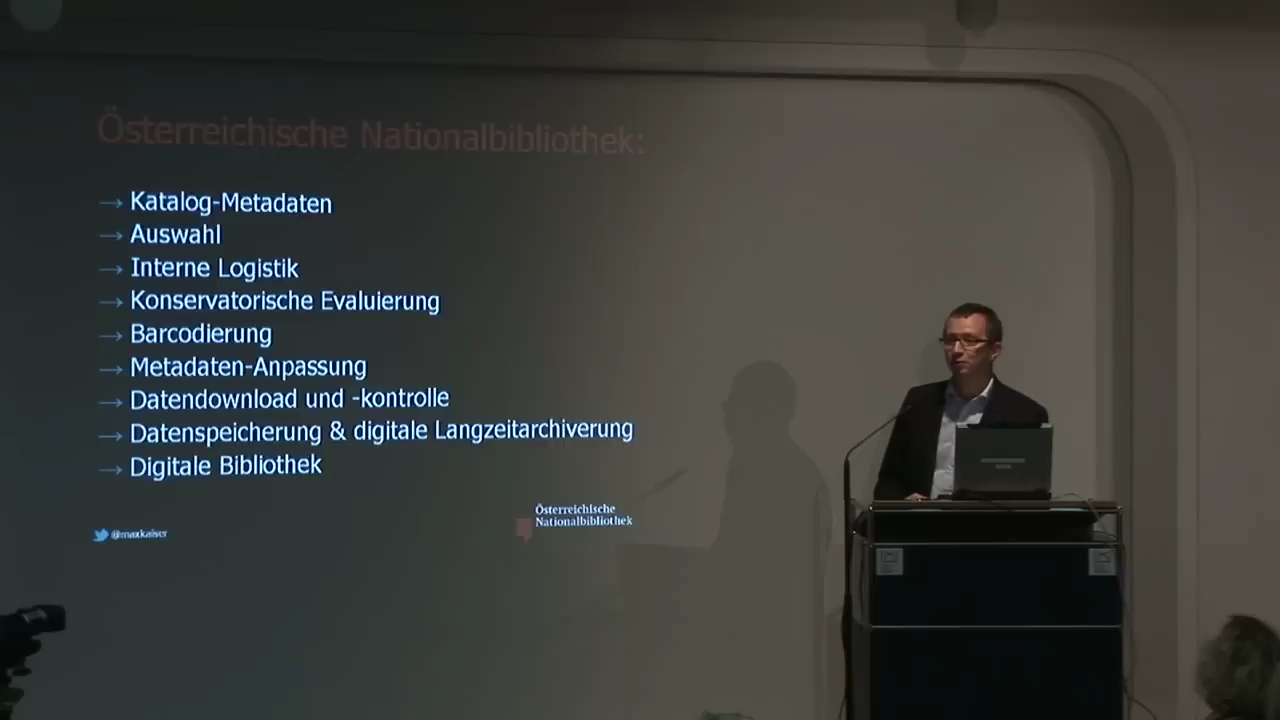 Österreichische Nationalbibliothek:
→ Katalog-Metadaten
→ Auswahl
→ Interne Logistik
→ Konservatorische Evaluierung
→ Barcodierung
→ Metadaten-Anpassung
→ Datendownload und -kontrolle
→ Datenspeicherung & digitale Langzeitarchiverung
→ Digitale Bibliothek
@maxkaiser
Österreichische
Nationalbibliothek